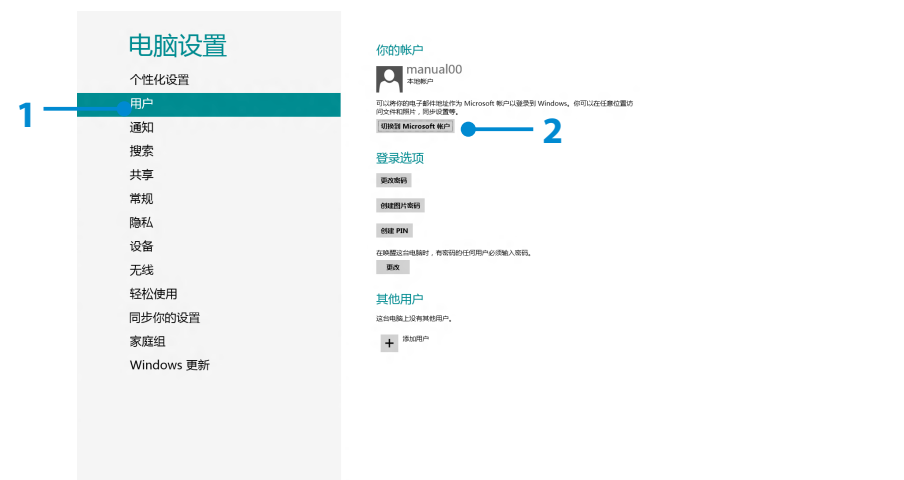 电脑设置
个性化设置
1
用户
通知
搜索
共享
常规
隐私
设备
无线
轻松使用
同步你的设置
家庭组
Windows 更新
你的帐户
manual00
本地帐户
可以将你的电子邮件地址作为 Microsoft 帐户以登录到 Windows。你可以在任意位置访
问文件和照片，同步设置等。
切换到 Microsoft 帐户
2
登录选项
更改密码
创建图片密码
创建 PIN
在唤醒这台电脑时，有密码的任何用户必须输入密码。
更改
其他用户
这台电脑上没有其他用户。
+ 添加用户